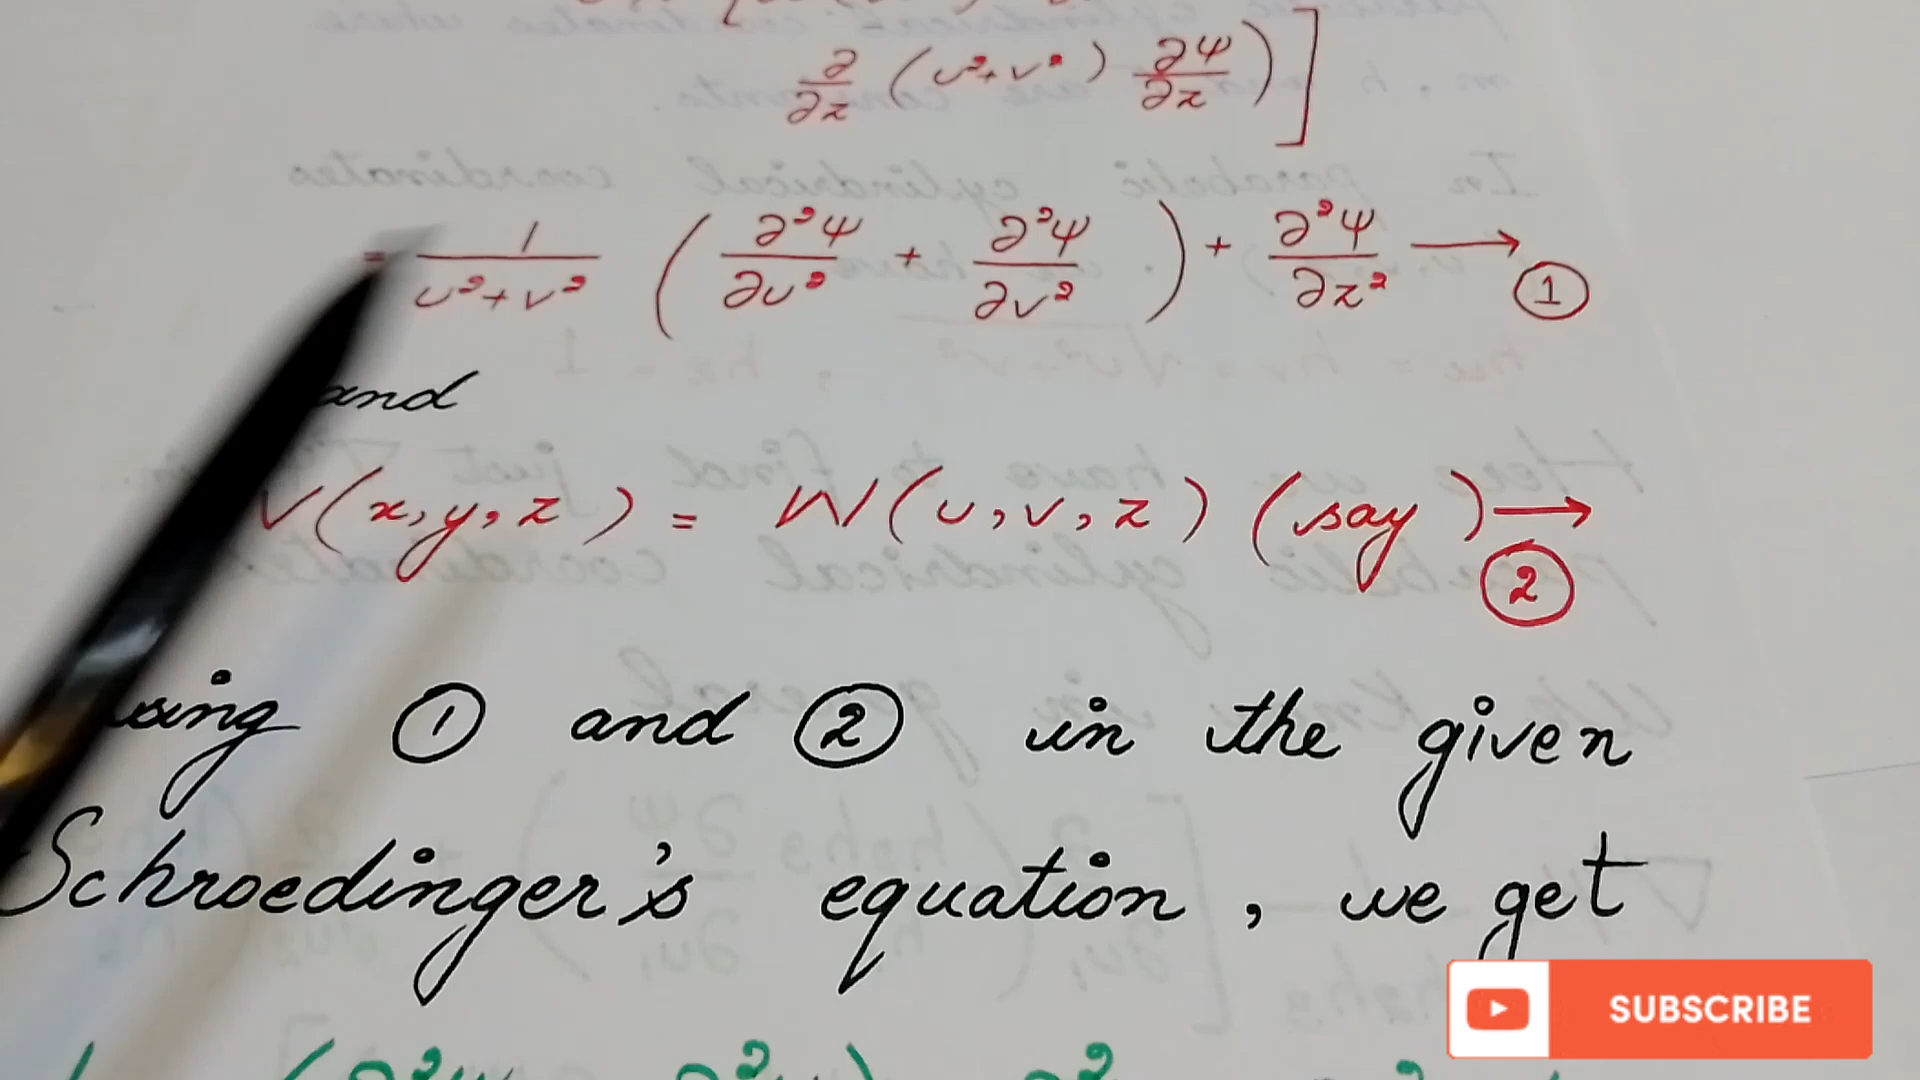 ∂/∂z (u²+v²) ∂ψ/∂z)]
= 1/u²+v² (∂²ψ/∂u² + ∂²ψ/∂v²) + ∂²ψ/∂z² → ①
and
V(x,y,z) = W(u,v,z) (say) → ②
using ① and ② in the given
Schroedinger's equation, we get
SUBSCRIBE